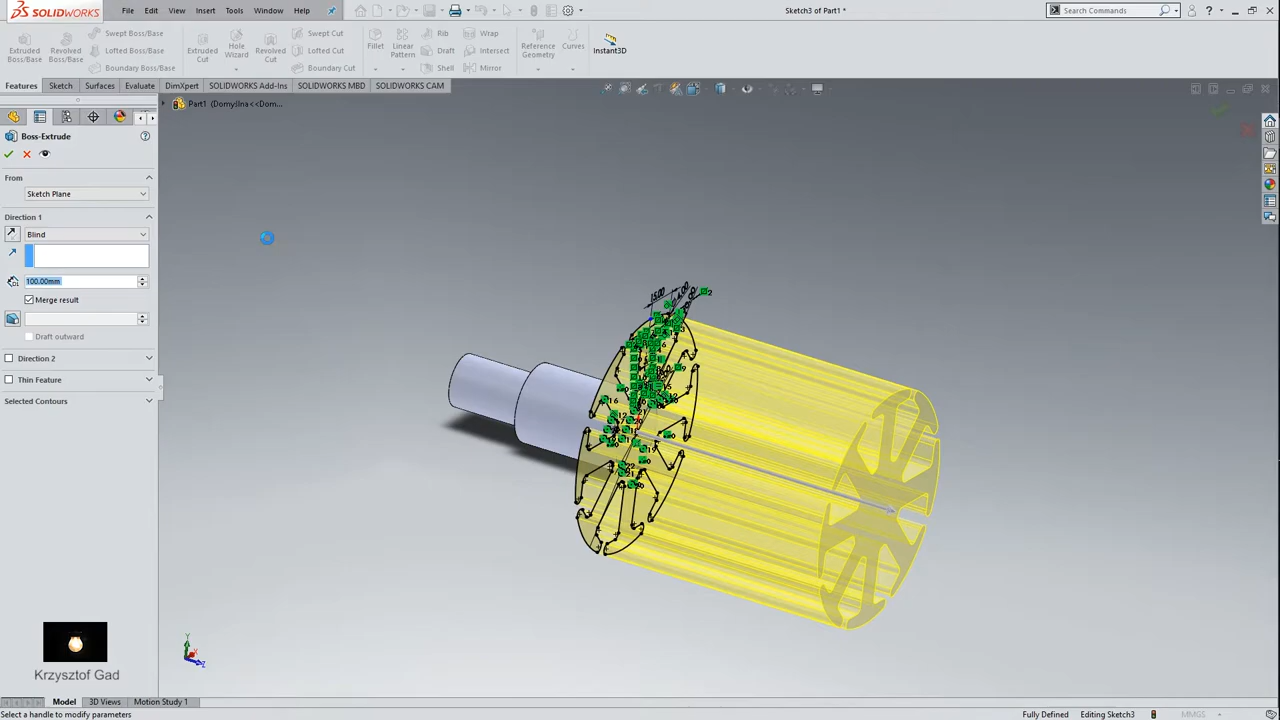 SOLIDWORKS
File Edit View Insert Tools Window Help
Sketch3 of Part1 *
Search Commands
Extruded Boss/Base
Revolved Boss/Base
Swept Boss/Base
Lofted Boss/Base
Boundary Boss/Base
Extruded Cut
Hole Wizard
Revolved Cut
Swept Cut
Lofted Cut
Boundary Cut
Fillet
Linear Pattern
Rib
Draft
Shell
Wrap
Intersect
Mirror
Reference Geometry
Curves
Instant3D
Features Sketch Surfaces Evaluate DimXpert SOLIDWORKS Add-Ins SOLIDWORKS MBD SOLIDWORKS CAM
Part1 (Domyślna<<Dom...
Boss-Extrude
From
Sketch Plane
Direction 1
Blind
100.00mm
Merge result
Draft outward
Direction 2
Thin Feature
Selected Contours
15.00
Krzysztof Gad
Y
X
Z
Model 3D Views Motion Study 1
Select a handle to modify parameters
Fully Defined Editing Sketch3 MMGS